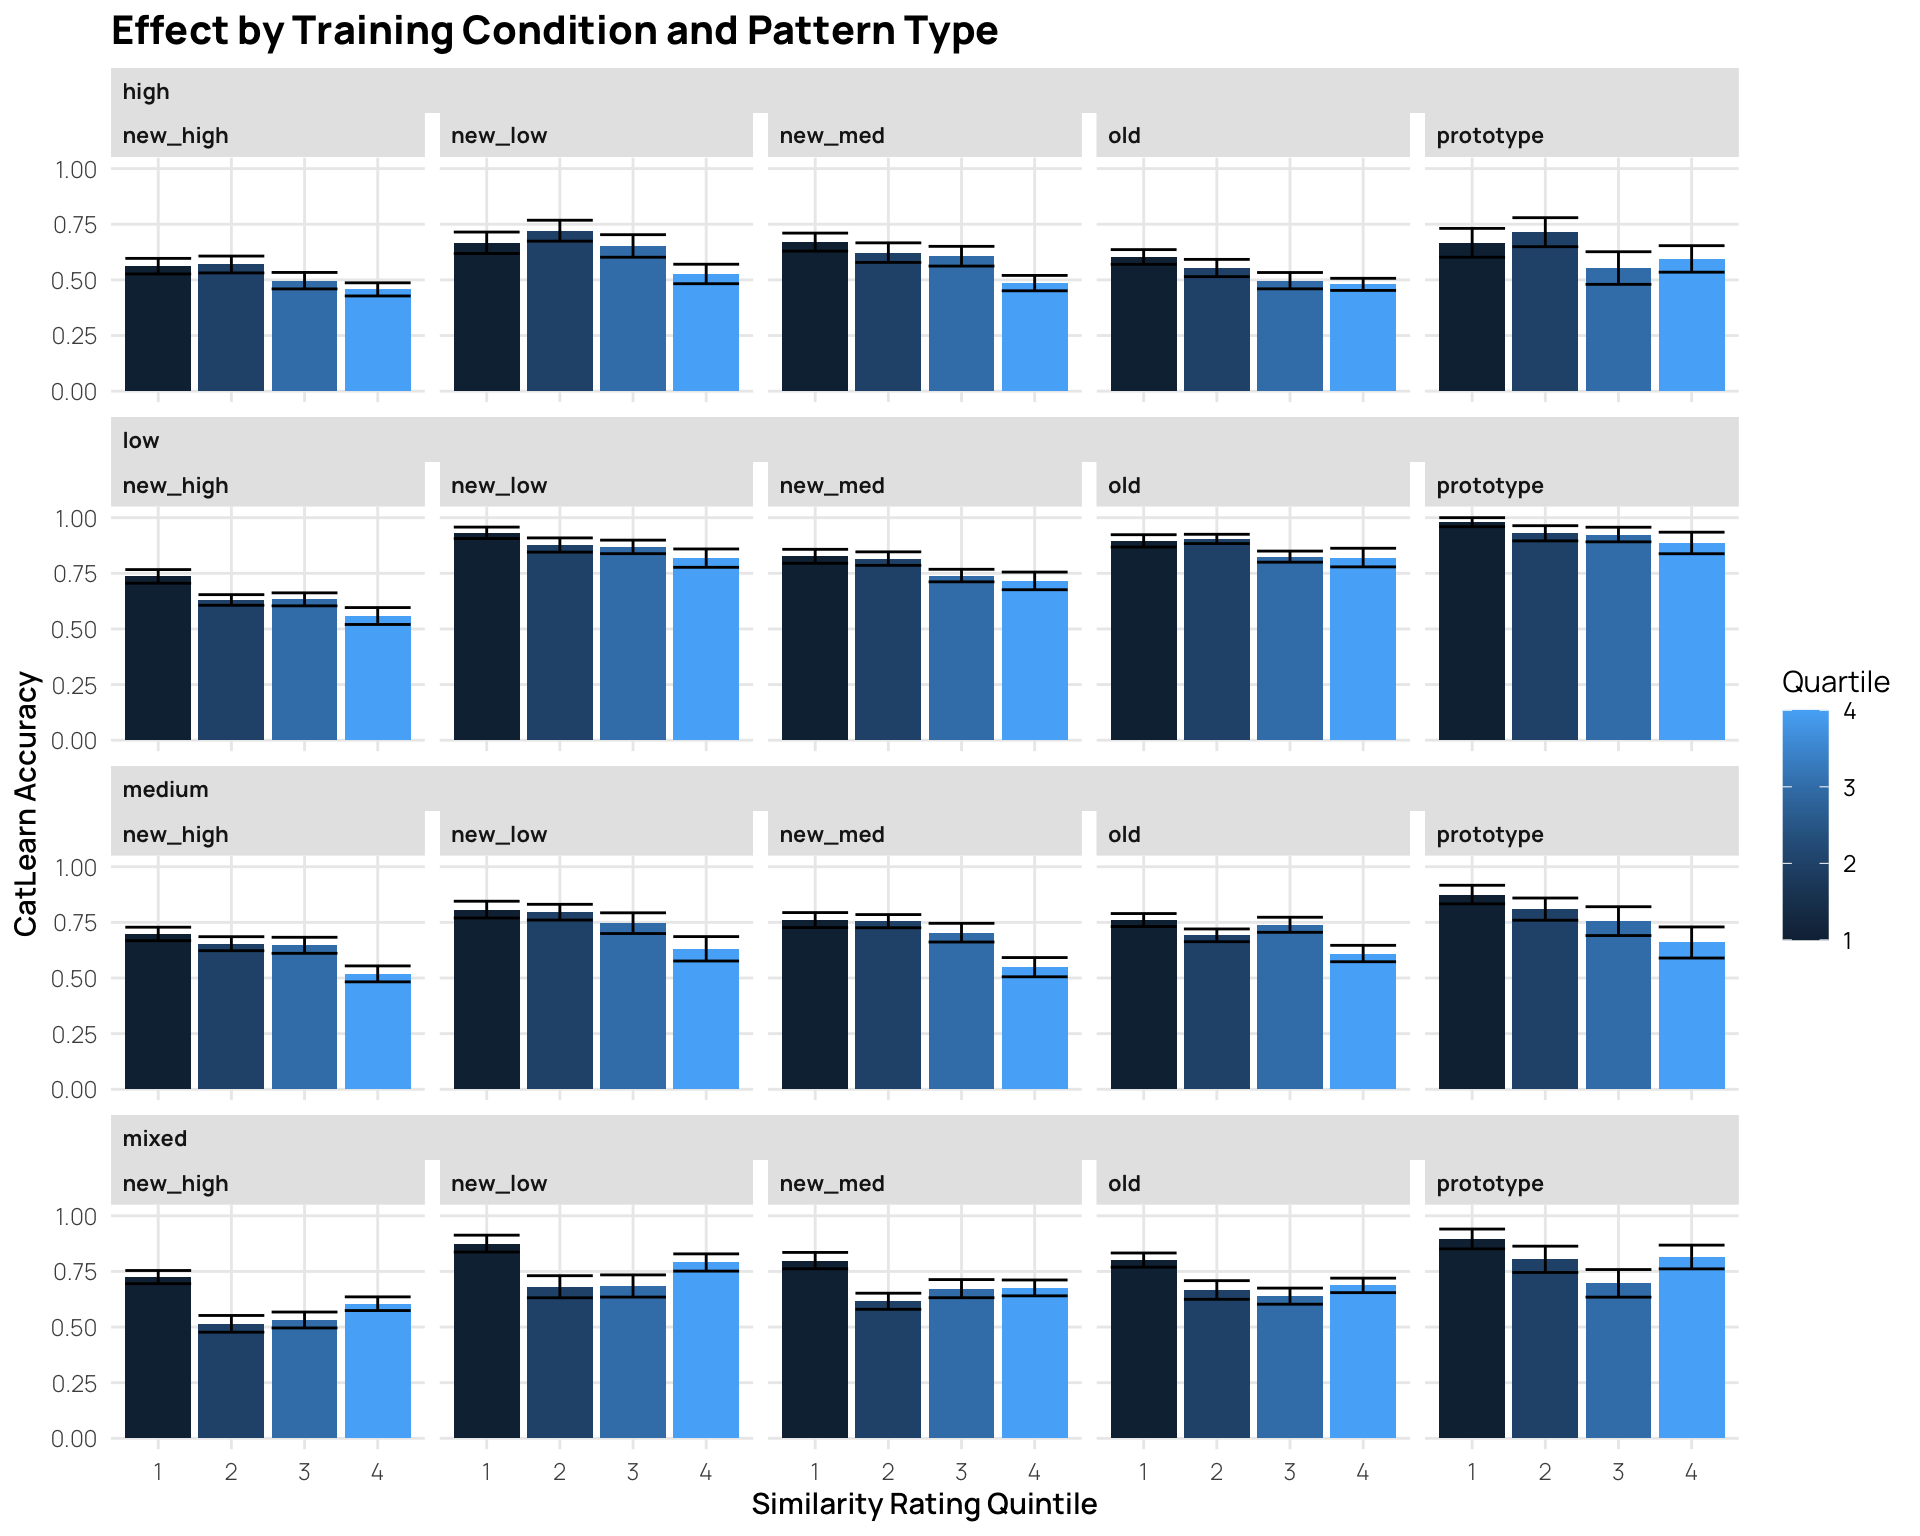 Effect by Training Condition and Pattern Type
high
new_high new_low new_med old prototype
1.00
0.75
0.50
0.25
0.00
low
new_high new_low new_med old prototype
1.00
0.75
0.50
0.25
0.00
medium
new_high new_low new_med old prototype
1.00
0.75
0.50
0.25
0.00
mixed
new_high new_low new_med old prototype
1.00
0.75
0.50
0.25
0.00
1 2 3 4 1 2 3 4 1 2 3 4 1 2 3 4 1 2 3 4
Similarity Rating Quintile
CatLearn Accuracy
Quartile
4
3
2
1